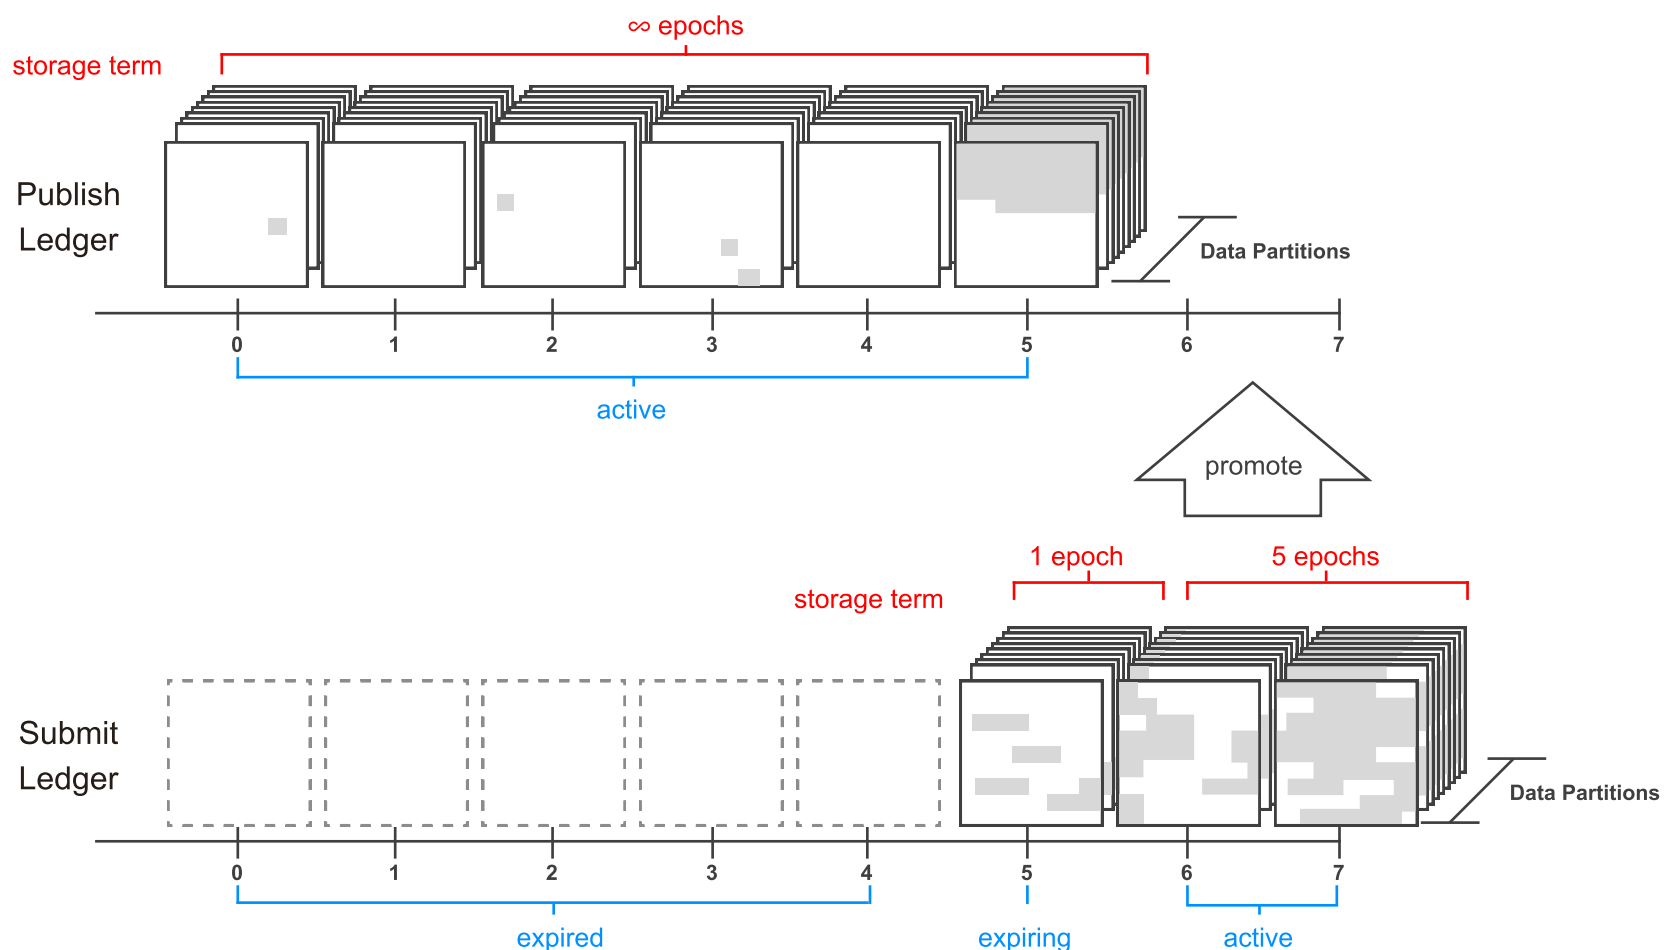 ∞ epochs
storage term
Publish
Ledger
Data Partitions
0 1 2 3 4 5 6 7
active
promote
1 epoch 5 epochs
storage term
Submit
Ledger
Data Partitions
0 1 2 3 4 5 6 7
expired expiring active